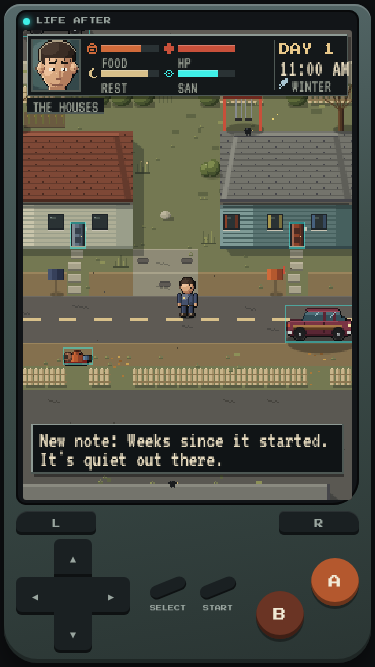 LIFE AFTER
FOOD
HP
REST
SAN
DAY 1
11:00 AM
WINTER
THE HOUSES
New note: Weeks since it started.
It's quiet out there.
L
R
SELECT
START
A
B